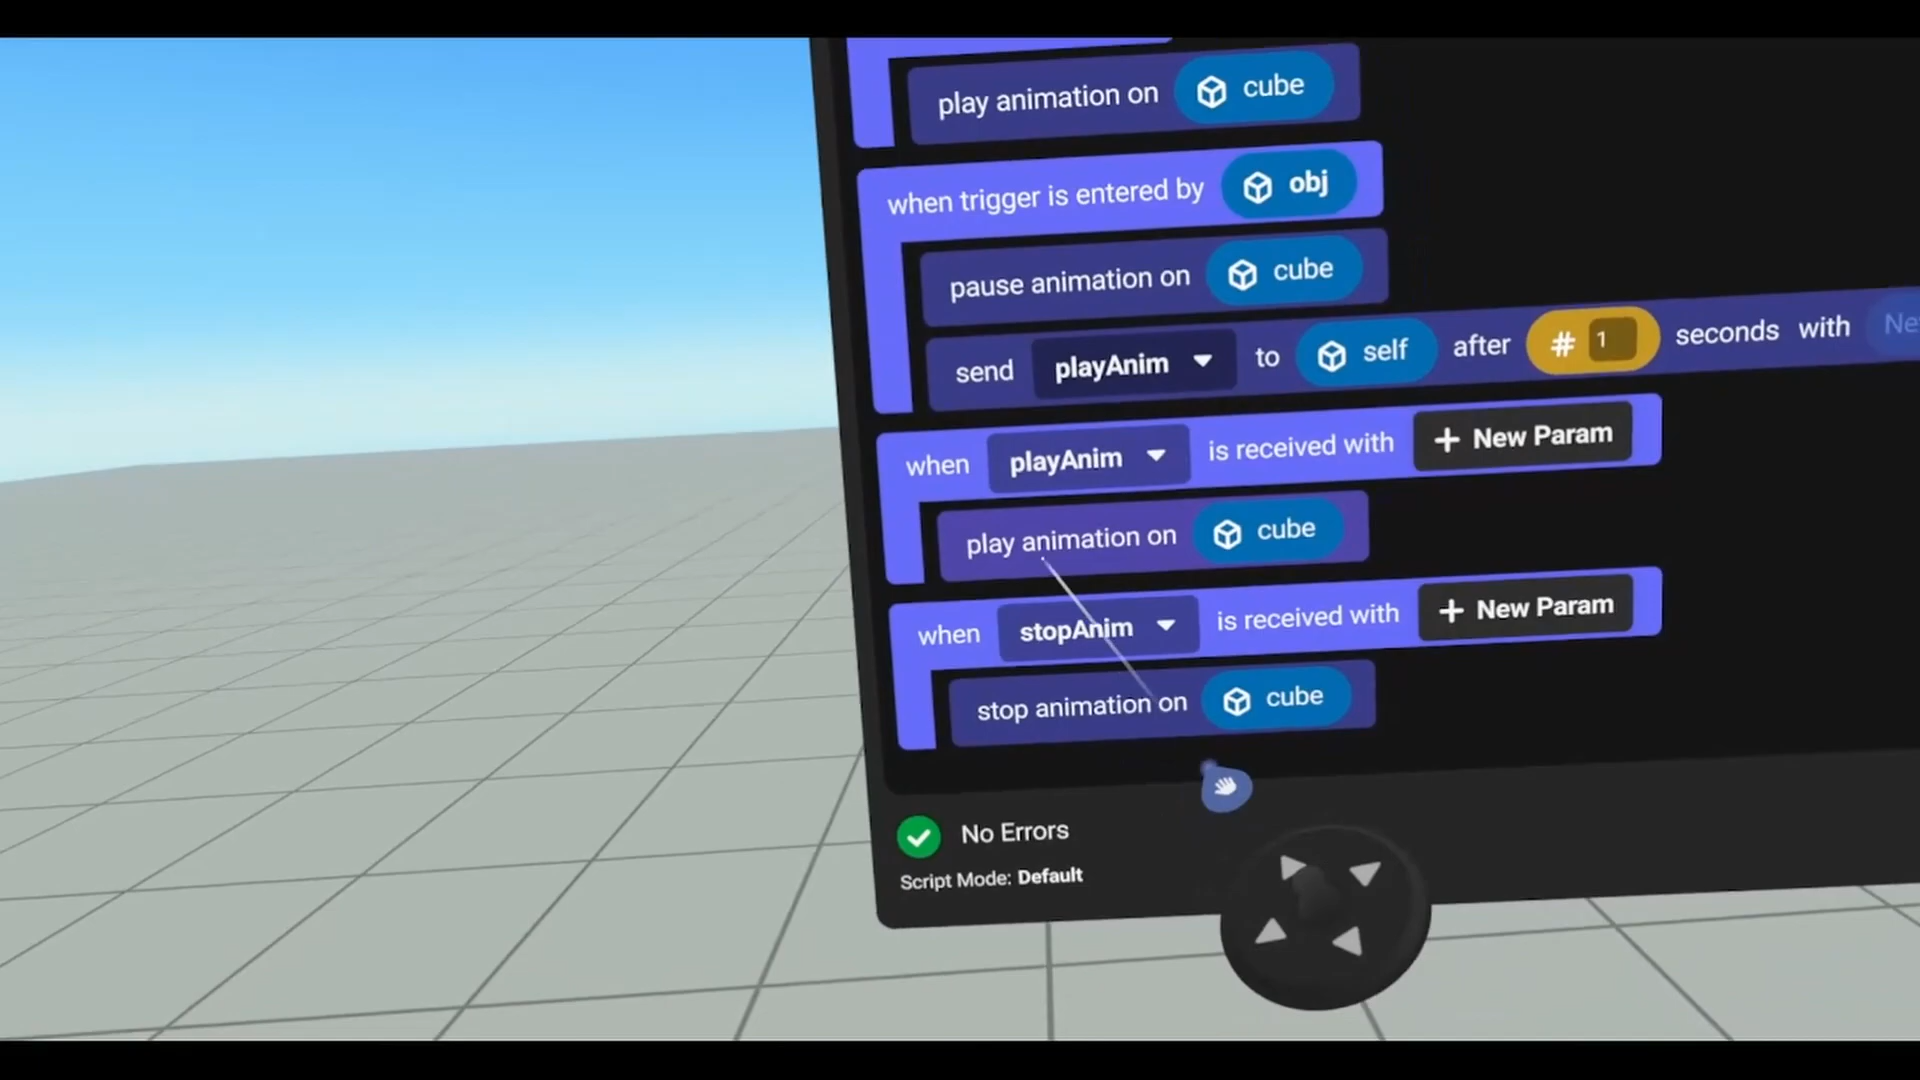 play animation on cube
when trigger is entered by obj
pause animation on cube
send playAnim to self after # 1 seconds with
when playAnim is received with + New Param
play animation on cube
when stopAnim is received with + New Param
stop animation on cube
No Errors
Script Mode: Default